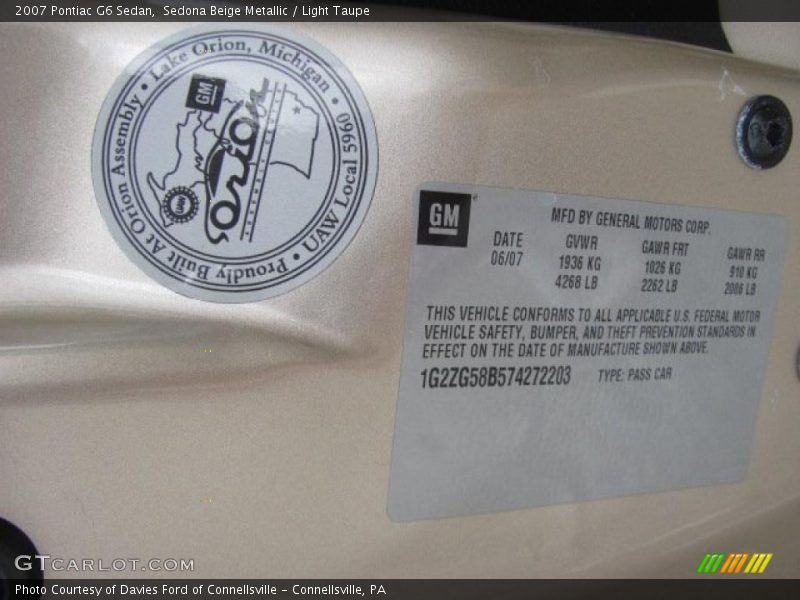 2007 Pontiac G6 Sedan,  Sedona Beige Metallic / Light Taupe
Proudly Built At Orion Assembly • Lake Orion, Michigan • UAW Local 5960 •
GM
Orion
GM
MFD BY GENERAL MOTORS CORP.
DATE GVWR GAWR FRT GAWR RR
06/07 1936 KG 1026 KG 910 KG
4268 LB 2262 LB 2006 LB
THIS VEHICLE CONFORMS TO ALL APPLICABLE U.S. FEDERAL MOTOR
VEHICLE SAFETY, BUMPER, AND THEFT PREVENTION STANDARDS IN
EFFECT ON THE DATE OF MANUFACTURE SHOWN ABOVE.
1G2ZG58B574272203 TYPE: PASS CAR
GTCARLOT.COM
Photo Courtesy of Davies Ford of Connellsville - Connellsville, PA